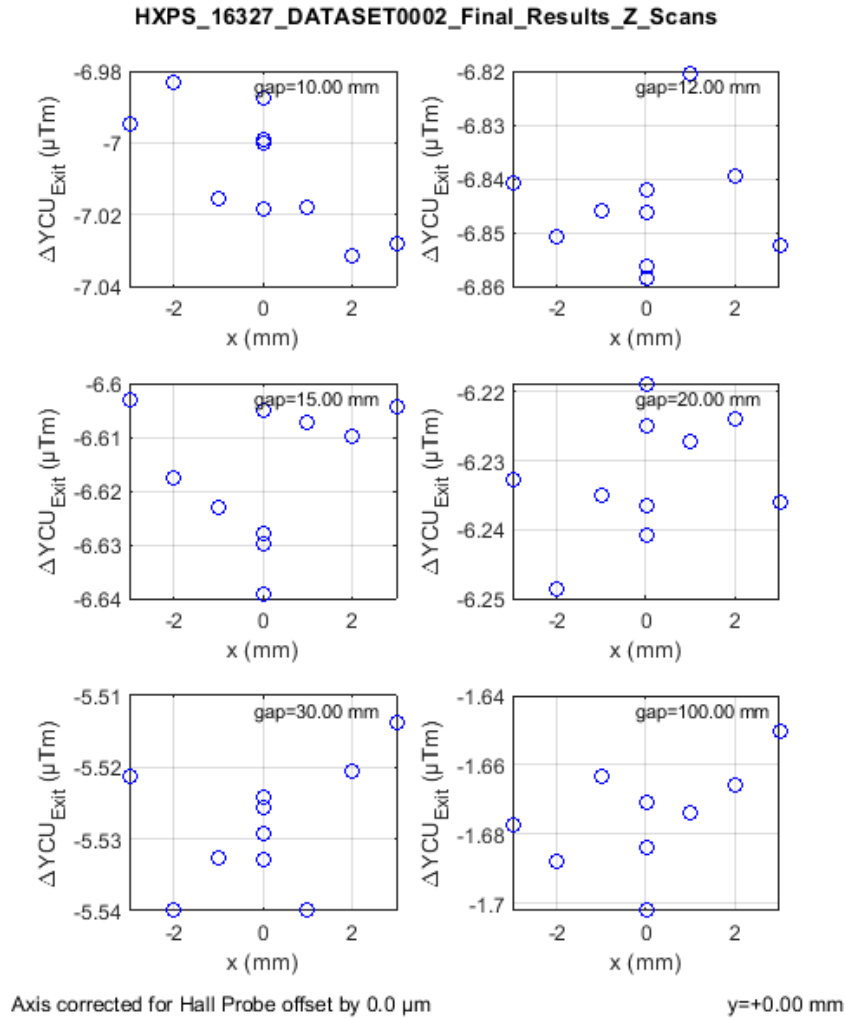 HXPS_16327_DATASET0002_Final_Results_Z_Scans
gap=10.00 mm
ΔYCU_Exit (µTm)
-6.98
-7
-7.02
-7.04
-2 0 2
x (mm)
gap=12.00 mm
ΔYCU_Exit (µTm)
-6.82
-6.83
-6.84
-6.85
-6.86
-2 0 2
x (mm)
gap=15.00 mm
ΔYCU_Exit (µTm)
-6.6
-6.61
-6.62
-6.63
-6.64
-2 0 2
x (mm)
gap=20.00 mm
ΔYCU_Exit (µTm)
-6.22
-6.23
-6.24
-6.25
-2 0 2
x (mm)
gap=30.00 mm
ΔYCU_Exit (µTm)
-5.51
-5.52
-5.53
-5.54
-2 0 2
x (mm)
gap=100.00 mm
ΔYCU_Exit (µTm)
-1.64
-1.66
-1.68
-1.7
-2 0 2
x (mm)
Axis corrected for Hall Probe offset by 0.0 µm
y=+0.00 mm